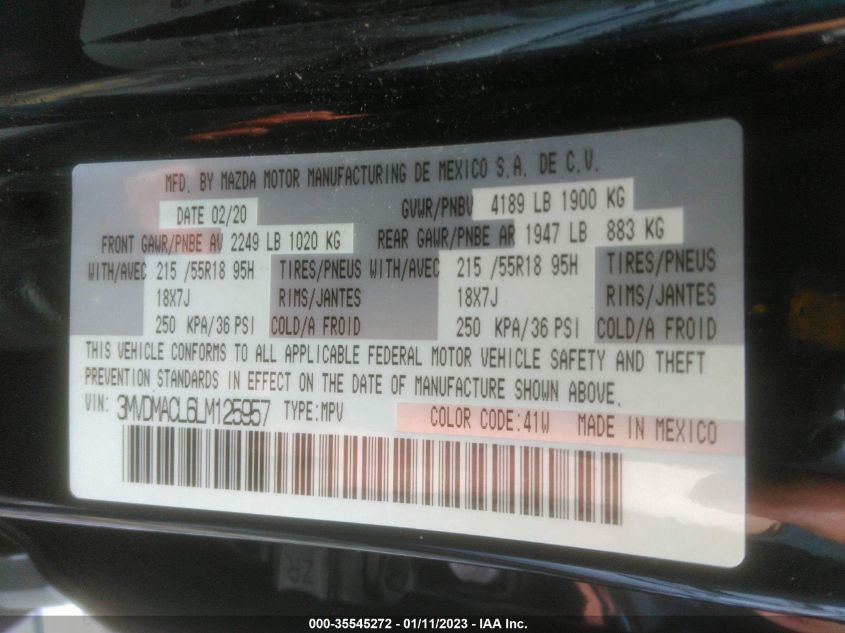 MFD. BY MAZDA MOTOR MANUFACTURING DE MEXICO S.A. DE C.V.
DATE 02/20 GVWR/PNBV 4189 LB 1900 KG
FRONT GAWR/PNBE AV 2249 LB 1020 KG REAR GAWR/PNBE AR 1947 LB 883 KG
WITH/AVEC 215 /55R18 95H TIRES/PNEUS WITH/AVEC 215 /55R18 95H TIRES/PNEUS
18X7J RIMS/JANTES 18X7J RIMS/JANTES
250 KPA/36 PSI COLD/A FROID 250 KPA/36 PSI COLD/A FROID
THIS VEHICLE CONFORMS TO ALL APPLICABLE FEDERAL MOTOR VEHICLE SAFETY AND THEFT
PREVENTION STANDARDS IN EFFECT ON THE DATE OF MANUFACTURE SHOWN ABOVE.
VIN: 3MVDMACL6LM125957 TYPE:MPV COLOR CODE:41W MADE IN MEXICO
000-35545272 - 01/11/2023 - IAA Inc.